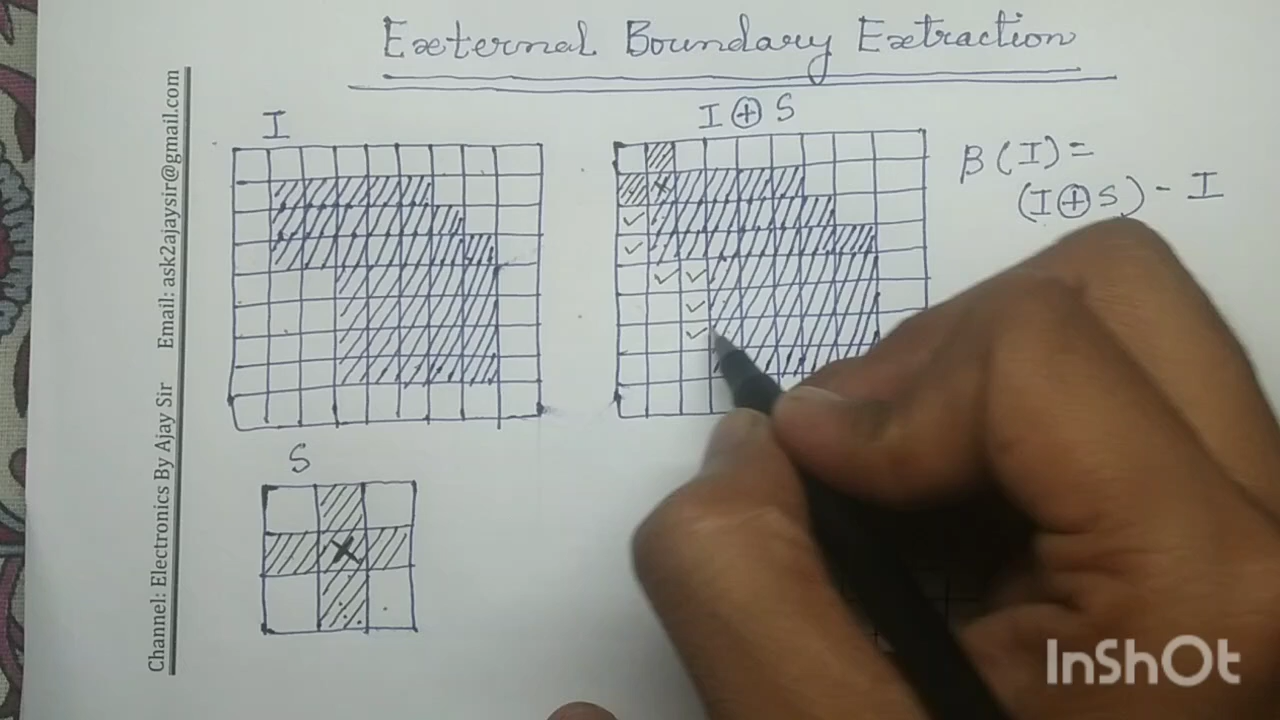 External Boundary Extraction
I
I ⊕ S
β (I) =
(I ⊕ S) - I
S
Channel: Electronics By Ajay Sir Email: ask2ajaysir@gmail.com
InShOt